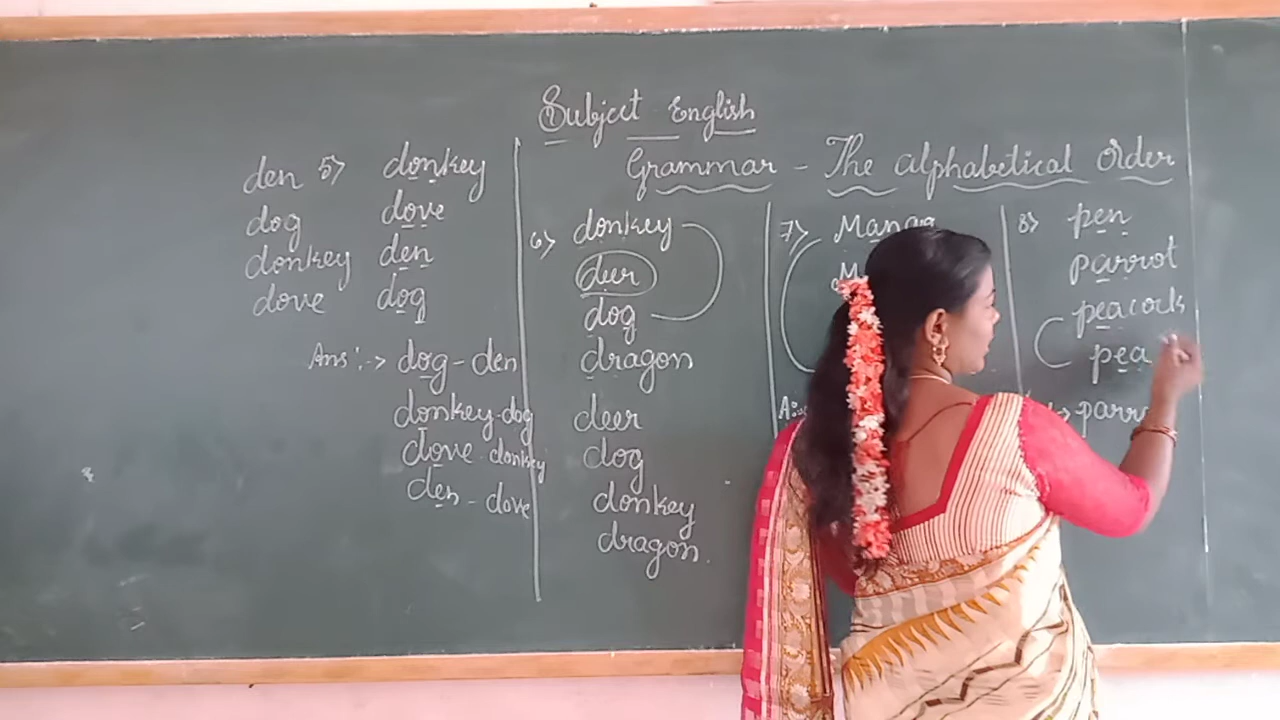 Subject English
Grammar - The alphabetical Order
den 5> donkey
dog dove
donkey den
dove dog
Ans :-> dog - den
donkey - dog
dove - donkey
den - dove
6> donkey
deer
dog
dragon
deer
dog
donkey
dragon.
7> Mango
8> pen
parrot
peacock
pea